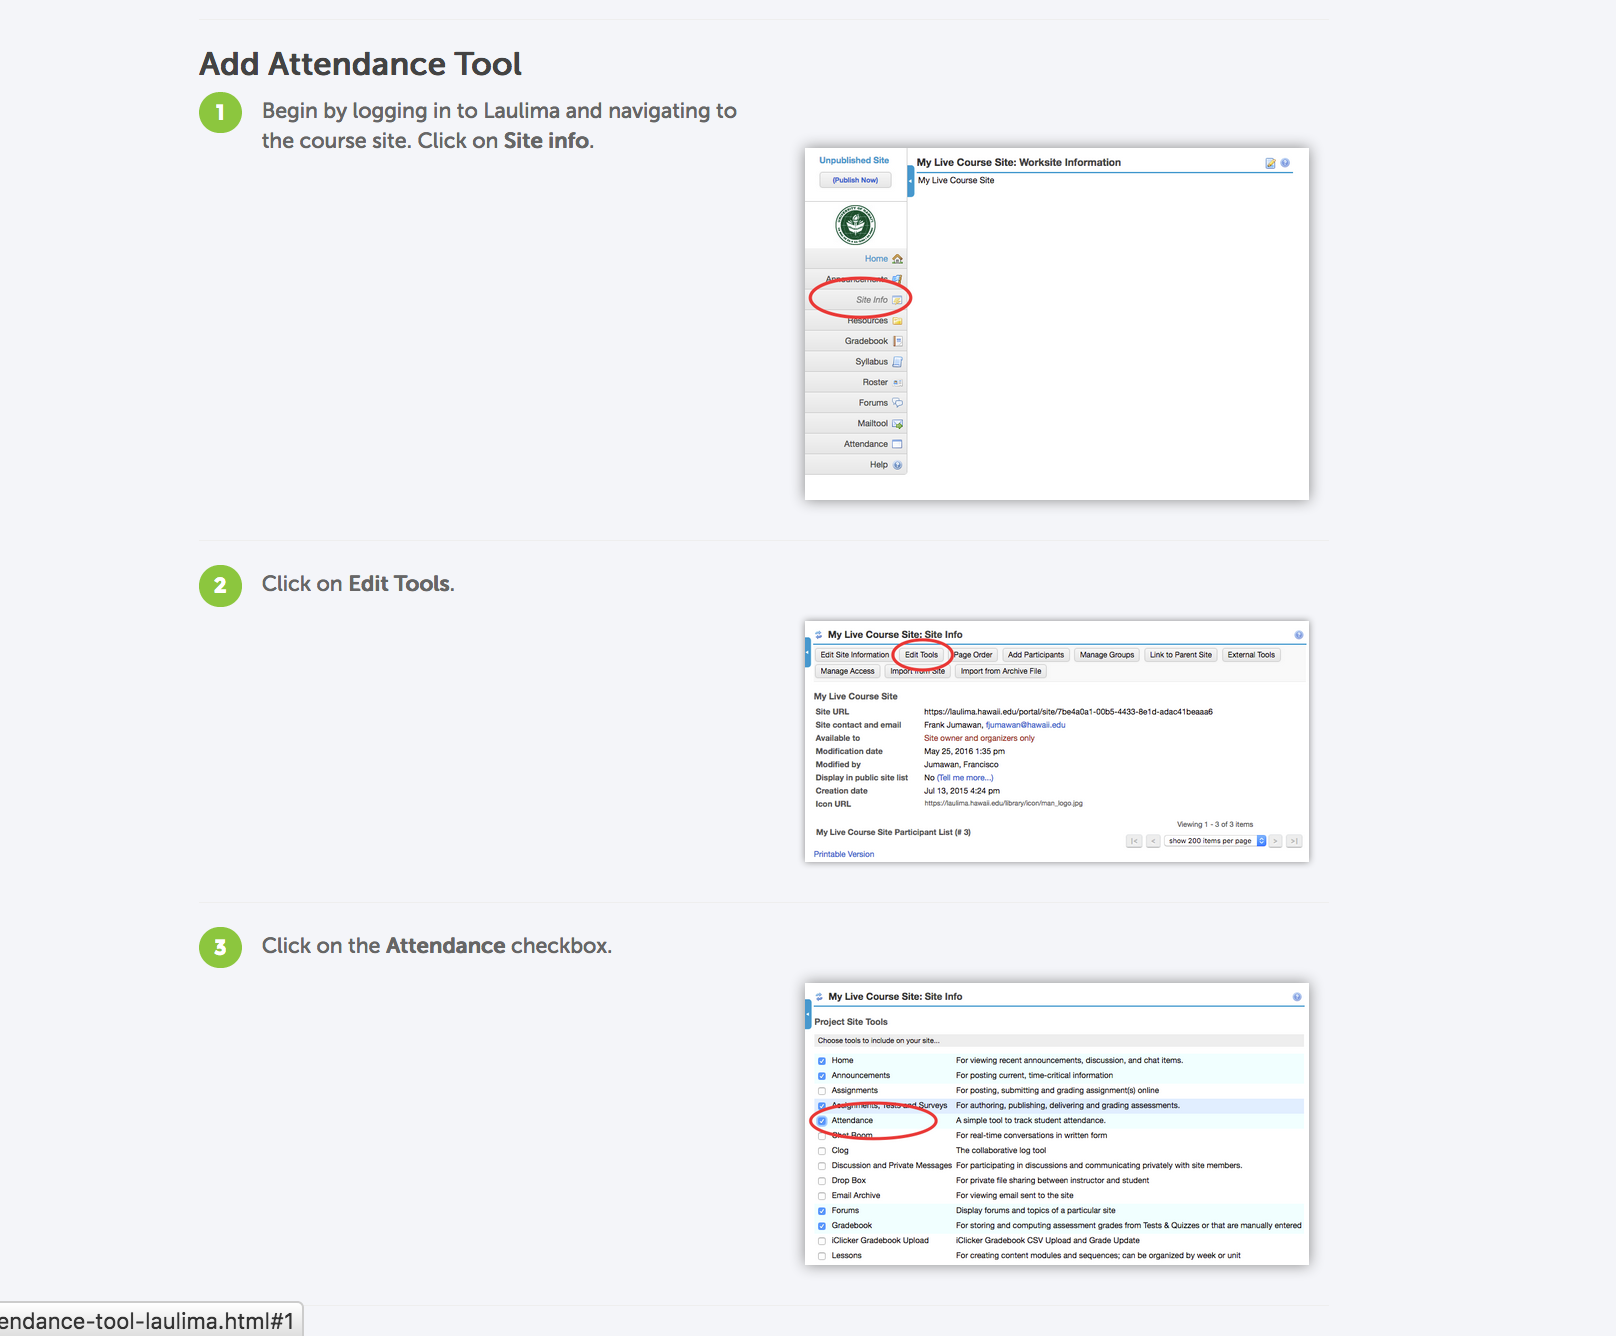 Add Attendance Tool
1
Begin by logging in to Laulima and navigating to
the course site. Click on Site info.
Unpublished Site
(Publish Now)
My Live Course Site: Worksite Information
My Live Course Site
Home
Announcements
Site Info
Resources
Gradebook
Syllabus
Roster
Forums
Mailtool
Attendance
Help
2
Click on Edit Tools.
My Live Course Site: Site Info
Edit Site Information Edit Tools Page Order Add Participants Manage Groups Link to Parent Site External Tools
Manage Access Import from Site Import from Archive File
My Live Course Site
Site URL https://laulima.hawaii.edu/portal/site/7be4a0a1-00b5-4433-8e1d-adac41beaaa6
Site contact and email Frank Jumawan, fjumawan@hawaii.edu
Available to Site owner and organizers only
Modification date May 25, 2016 1:35 pm
Modified by Jumawan, Francisco
Display in public site list No (Tell me more...)
Creation date Jul 13, 2015 4:24 pm
Icon URL https://laulima.hawaii.edu/library/icon/man_logo.jpg
Viewing 1 - 3 of 3 items
My Live Course Site Participant List (# 3)
|< < show 200 items per page > >|
Printable Version
3
Click on the Attendance checkbox.
My Live Course Site: Site Info
Project Site Tools
Choose tools to include on your site...
Home For viewing recent announcements, discussion, and chat items.
Announcements For posting current, time-critical information
Assignments For posting, submitting and grading assignment(s) online
Assignments, Tests and Surveys For authoring, publishing, delivering and grading assessments.
Attendance A simple tool to track student attendance.
Chat Room For real-time conversations in written form
Clog The collaborative log tool
Discussion and Private Messages For participating in discussions and communicating privately with site members.
Drop Box For private file sharing between instructor and student
Email Archive For viewing email sent to the site
Forums Display forums and topics of a particular site
Gradebook For storing and computing assessment grades from Tests & Quizzes or that are manually entered
iClicker Gradebook Upload iClicker Gradebook CSV Upload and Grade Update
Lessons For creating content modules and sequences; can be organized by week or unit
endance-tool-laulima.html#1